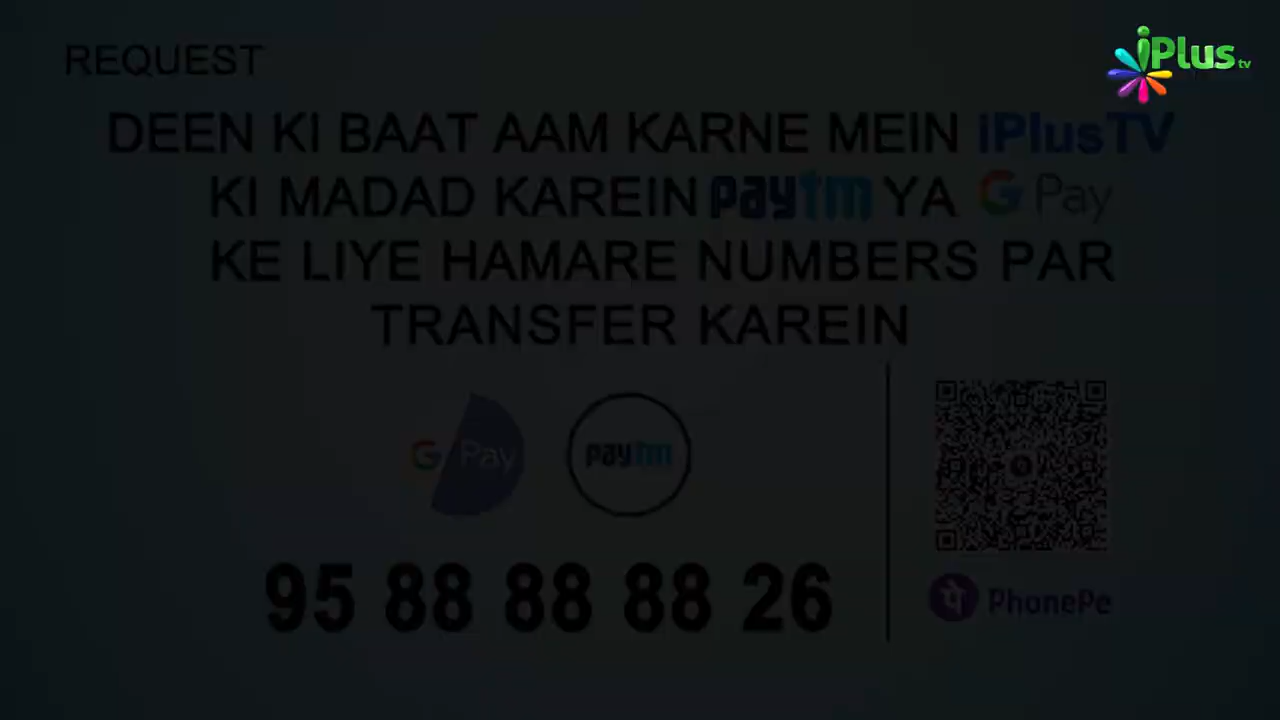 iPlus tv
REQUEST
DEEN KI BAAT AAM KARNE MEIN iPlusTV
KI MADAD KAREIN paytm YA G Pay
KE LIYE HAMARE NUMBERS PAR
TRANSFER KAREIN
G Pay
paytm
95 88 88 88 26
पे PhonePe